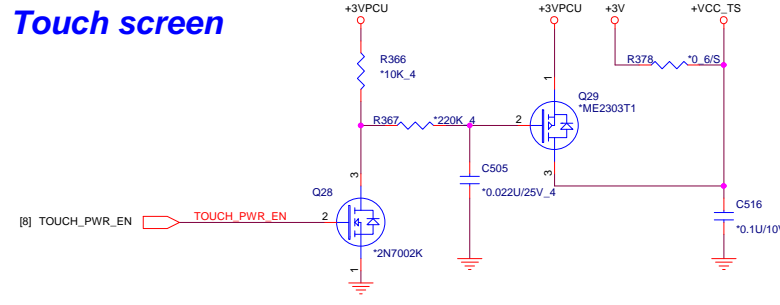 Touch screen
+3VPCU
+3VPCU
+3V
+VCC_TS
R366
*10K_4
R378
*0_6/S
Q29
*ME2303T1
1
R367
*220K_4
2
3
C505
*0.022U/25V_4
3
Q28
C516
*0.1U/10V
[8] TOUCH_PWR_EN
TOUCH_PWR_EN
2
*2N7002K
1